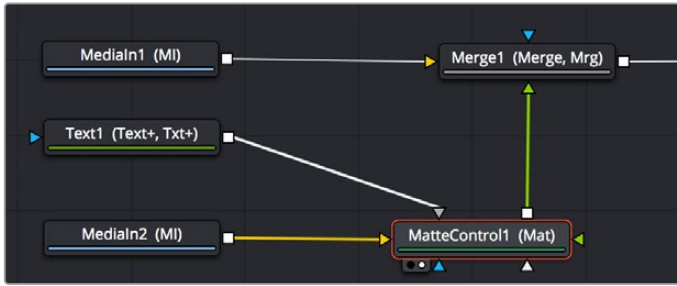 MediaIn1 (MI)
Merge1 (Merge, Mrg)
Text1 (Text+, Txt+)
MediaIn2 (MI)
MatteControl1 (Mat)